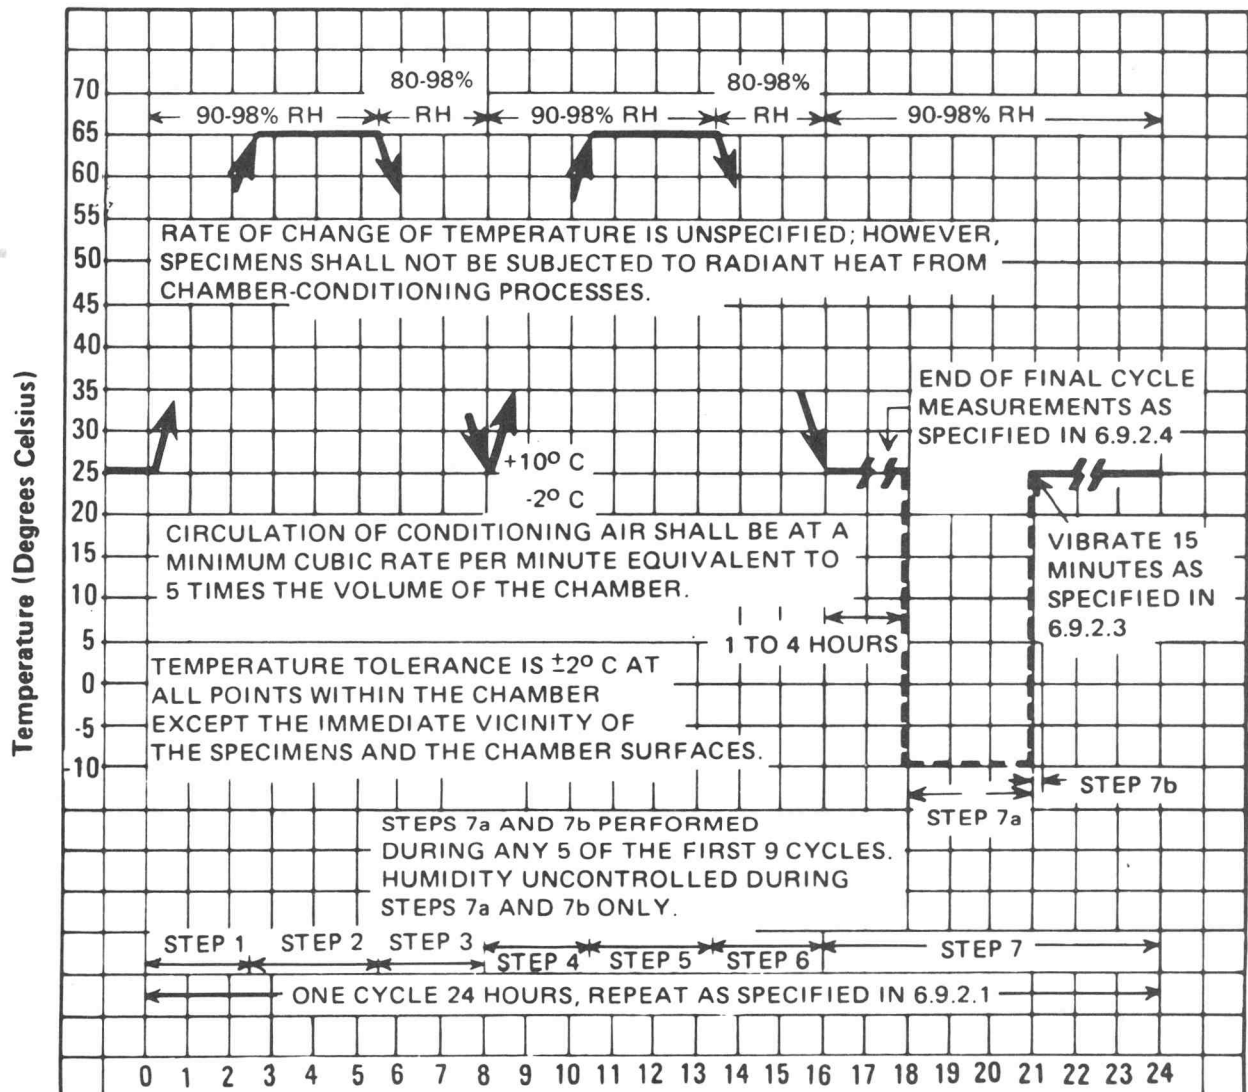 70
80-98%
80-98%
90-98% RH
RH
90-98% RH
RH
90-98% RH
65
60
55
RATE OF CHANGE OF TEMPERATURE IS UNSPECIFIED; HOWEVER,
SPECIMENS SHALL NOT BE SUBJECTED TO RADIANT HEAT FROM
CHAMBER-CONDITIONING PROCESSES.
50
45
40
35
30
25
20
15
10
5
0
-5
-10
Temperature (Degrees Celsius)
END OF FINAL CYCLE
MEASUREMENTS AS
SPECIFIED IN 6.9.2.4
+10º C
-2º C
CIRCULATION OF CONDITIONING AIR SHALL BE AT A
MINIMUM CUBIC RATE PER MINUTE EQUIVALENT TO
5 TIMES THE VOLUME OF THE CHAMBER.
VIBRATE 15
MINUTES AS
SPECIFIED IN
6.9.2.3
1 TO 4 HOURS
TEMPERATURE TOLERANCE IS ±2º C AT
ALL POINTS WITHIN THE CHAMBER
EXCEPT THE IMMEDIATE VICINITY OF
THE SPECIMENS AND THE CHAMBER SURFACES.
STEP 7b
STEP 7a
STEPS 7a AND 7b PERFORMED
DURING ANY 5 OF THE FIRST 9 CYCLES.
HUMIDITY UNCONTROLLED DURING
STEPS 7a AND 7b ONLY.
STEP 1
STEP 2
STEP 3
STEP 4
STEP 5
STEP 6
STEP 7
ONE CYCLE 24 HOURS, REPEAT AS SPECIFIED IN 6.9.2.1
0 1 2 3 4 5 6 7 8 9 10 11 12 13 14 15 16 17 18 19 20 21 22 23 24